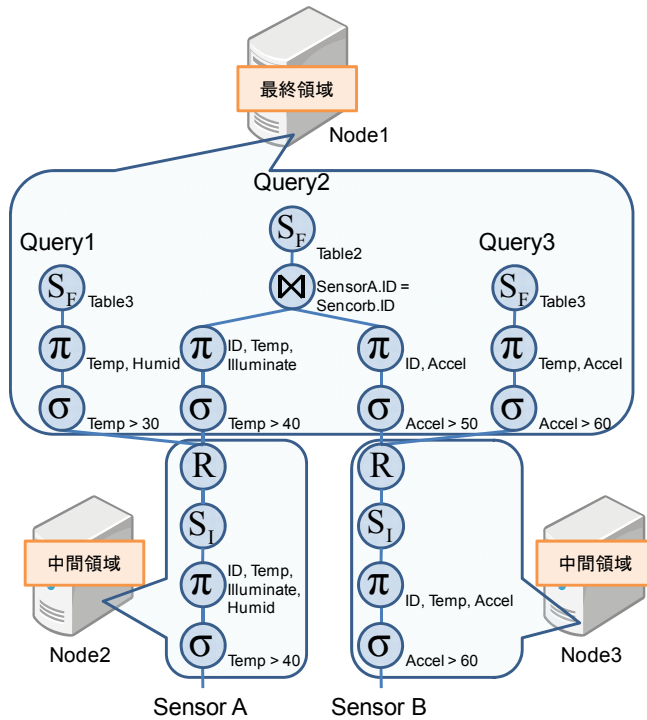 最終領域
Node1
Query2
S_F
Table2
⋈
SensorA.ID =
Sencorb.ID
Query1
S_F
Table3
π
Temp, Humid
σ
Temp > 30
π
ID, Temp,
Illuminate
σ
Temp > 40
π
ID, Accel
σ
Accel > 50
Query3
S_F
Table3
π
Temp, Accel
σ
Accel > 60
R
S_I
π
ID, Temp,
Illuminate,
Humid
σ
Temp > 40
Sensor A
中間領域
Node2
R
S_I
π
ID, Temp, Accel
σ
Accel > 60
Sensor B
中間領域
Node3